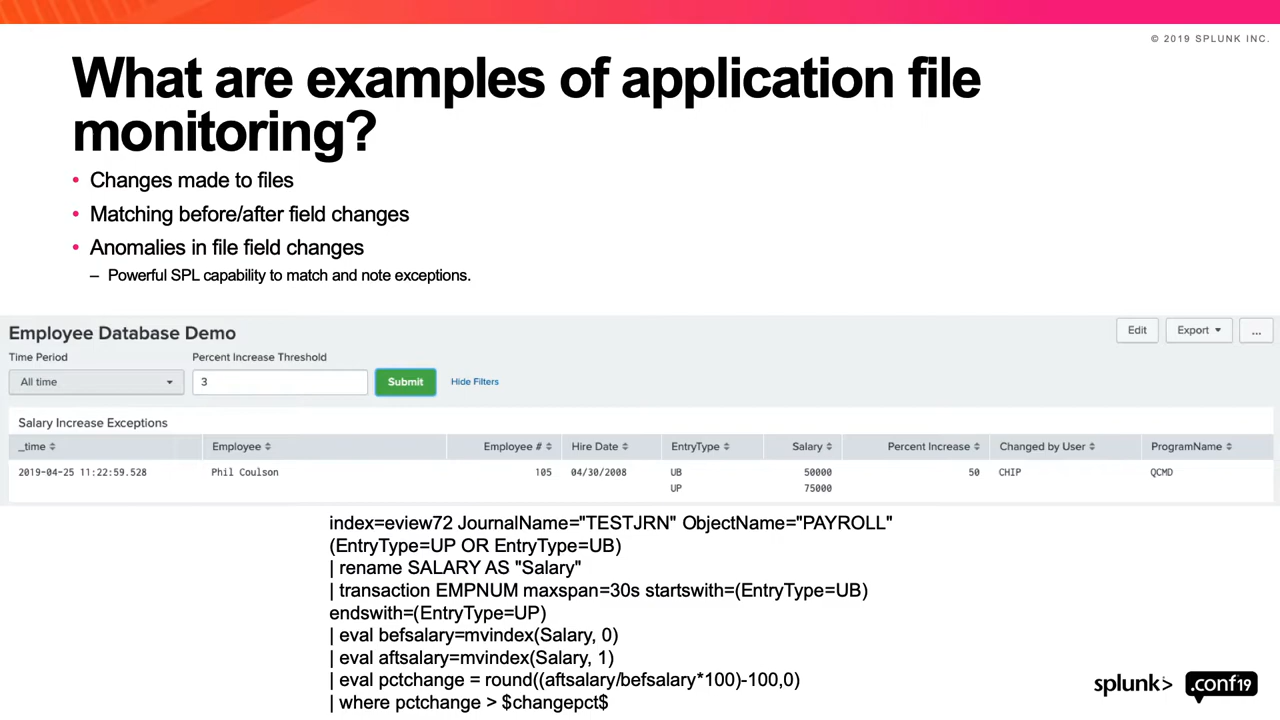 © 2019 SPLUNK INC.
What are examples of application file
monitoring?
• Changes made to files
• Matching before/after field changes
• Anomalies in file field changes
– Powerful SPL capability to match and note exceptions.
Employee Database Demo
Edit Export ...
Time Period Percent Increase Threshold
All time 3 Submit Hide Filters
Salary Increase Exceptions
_time Employee Employee # Hire Date EntryType Salary Percent Increase Changed by User ProgramName
2019-04-25 11:22:59.528 Phil Coulson 105 04/30/2008 UB 50000 50 CHIP QCMD
UP 75000
index=eview72 JournalName="TESTJRN" ObjectName="PAYROLL"
(EntryType=UP OR EntryType=UB)
| rename SALARY AS "Salary"
| transaction EMPNUM maxspan=30s startswith=(EntryType=UB)
endswith=(EntryType=UP)
| eval befsalary=mvindex(Salary, 0)
| eval aftsalary=mvindex(Salary, 1)
| eval pctchange = round((aftsalary/befsalary*100)-100,0)
| where pctchange > $changepct$
splunk> .conf19